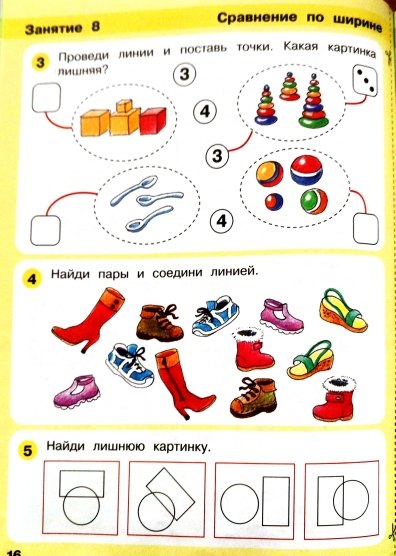 Занятие 8
Сравнение по ширине
3 Проведи линии и поставь точки. Какая картинка
лишняя?
3
4
3
4
4 Найди пары и соедини линией.
5 Найди лишнюю картинку.
16